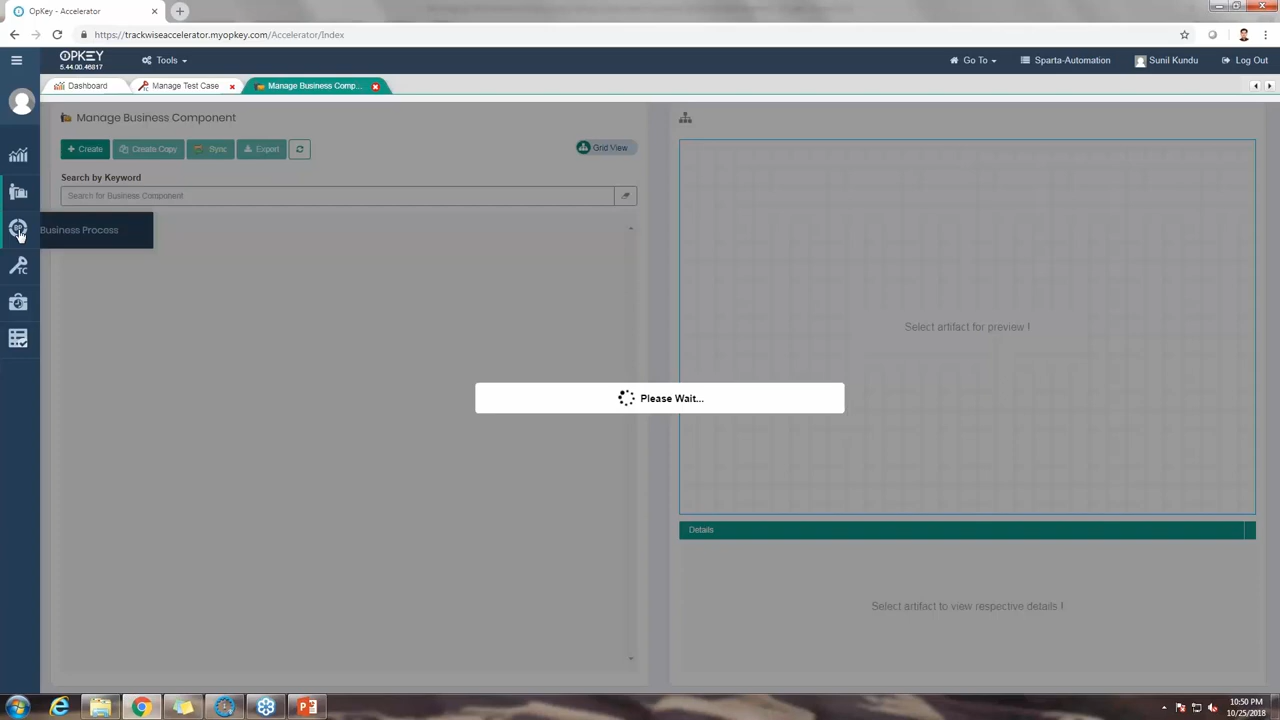 OpKey - Accelerator
https://trackwiseaccelerator.myopkey.com/Accelerator/Index
OPKEY
5.44.00.46817
Tools
Go To
Sparta-Automation
Sunil Kundu
Log Out
Dashboard
Manage Test Case
Manage Business Comp...
Manage Business Component
Create
Create Copy
Sync
Export
Grid View
Search by Keyword
Search for Business Component
Business Process
TC
Select artifact for preview !
Please Wait...
Details
Select artifact to view respective details !
10:50 PM
10/25/2018